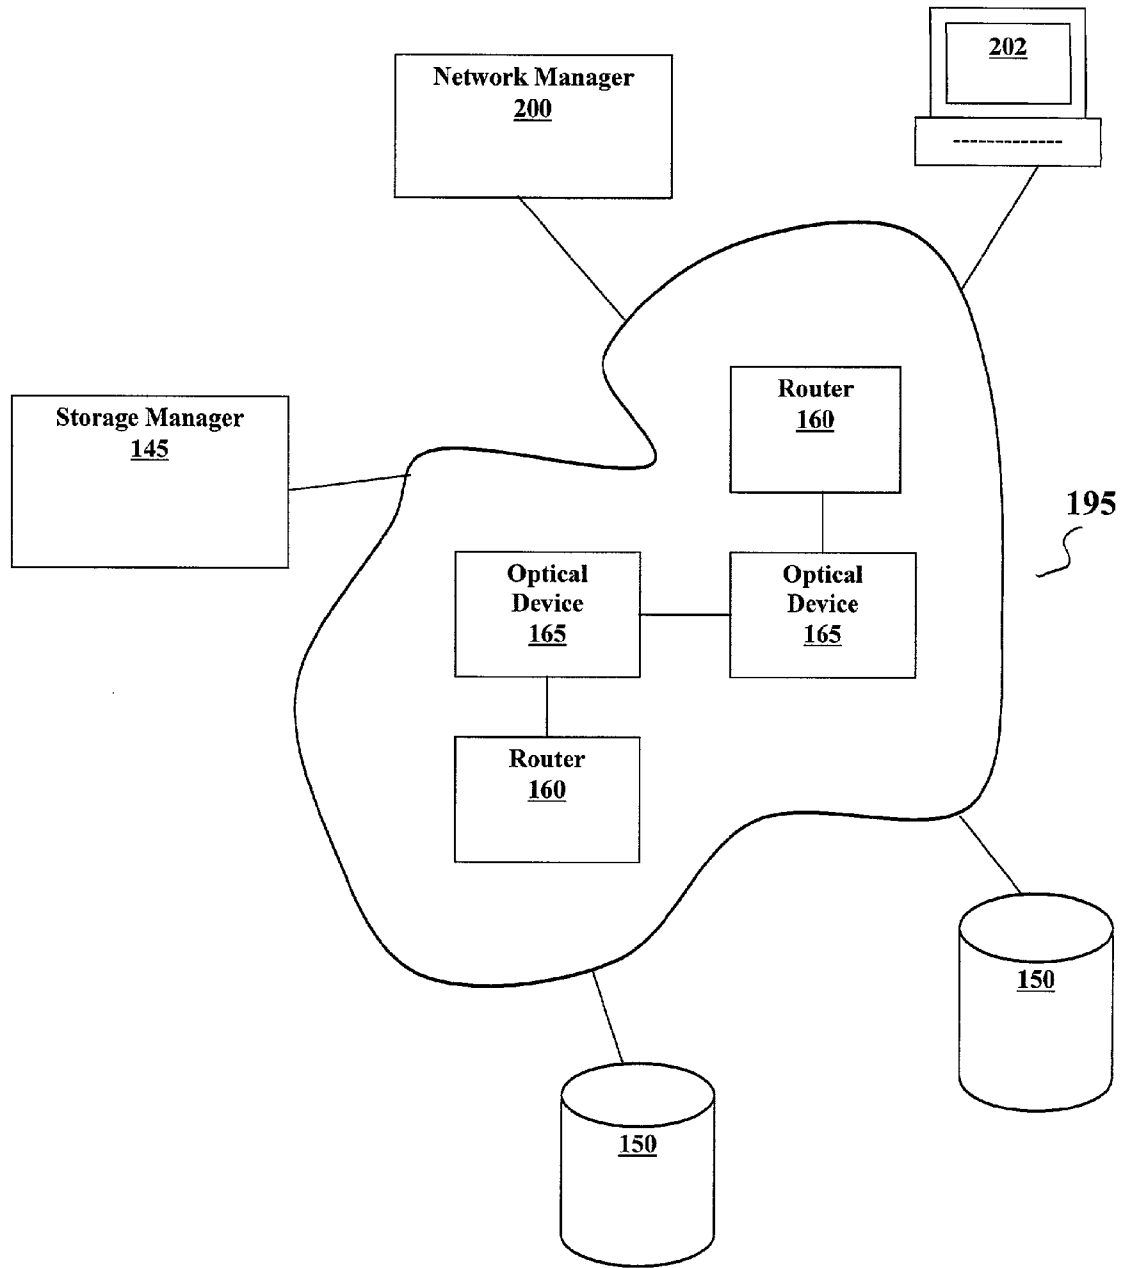 202
Network Manager
200
Router
160
Storage Manager
145
195
Optical
Device
165
Optical
Device
165
Router
160
150
150